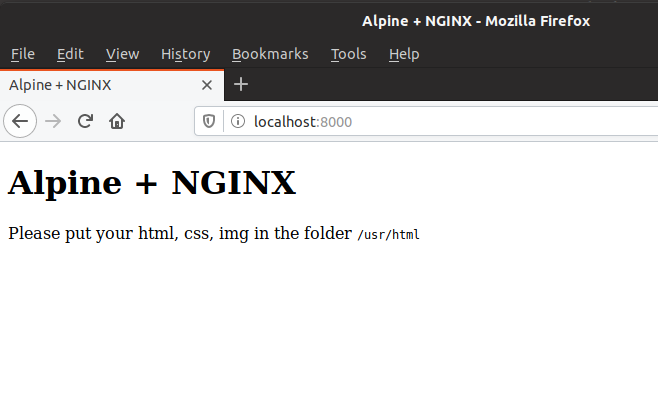 Alpine + NGINX - Mozilla Firefox
File Edit View History Bookmarks Tools Help
Alpine + NGINX
localhost:8000
Alpine + NGINX
Please put your html, css, img in the folder /usr/html